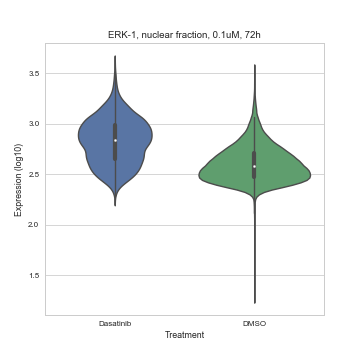 ERK-1, nuclear fraction, 0.1uM, 72h
3.5
3.0
2.5
2.0
1.5
Expression (log10)
Dasatinib DMSO
Treatment